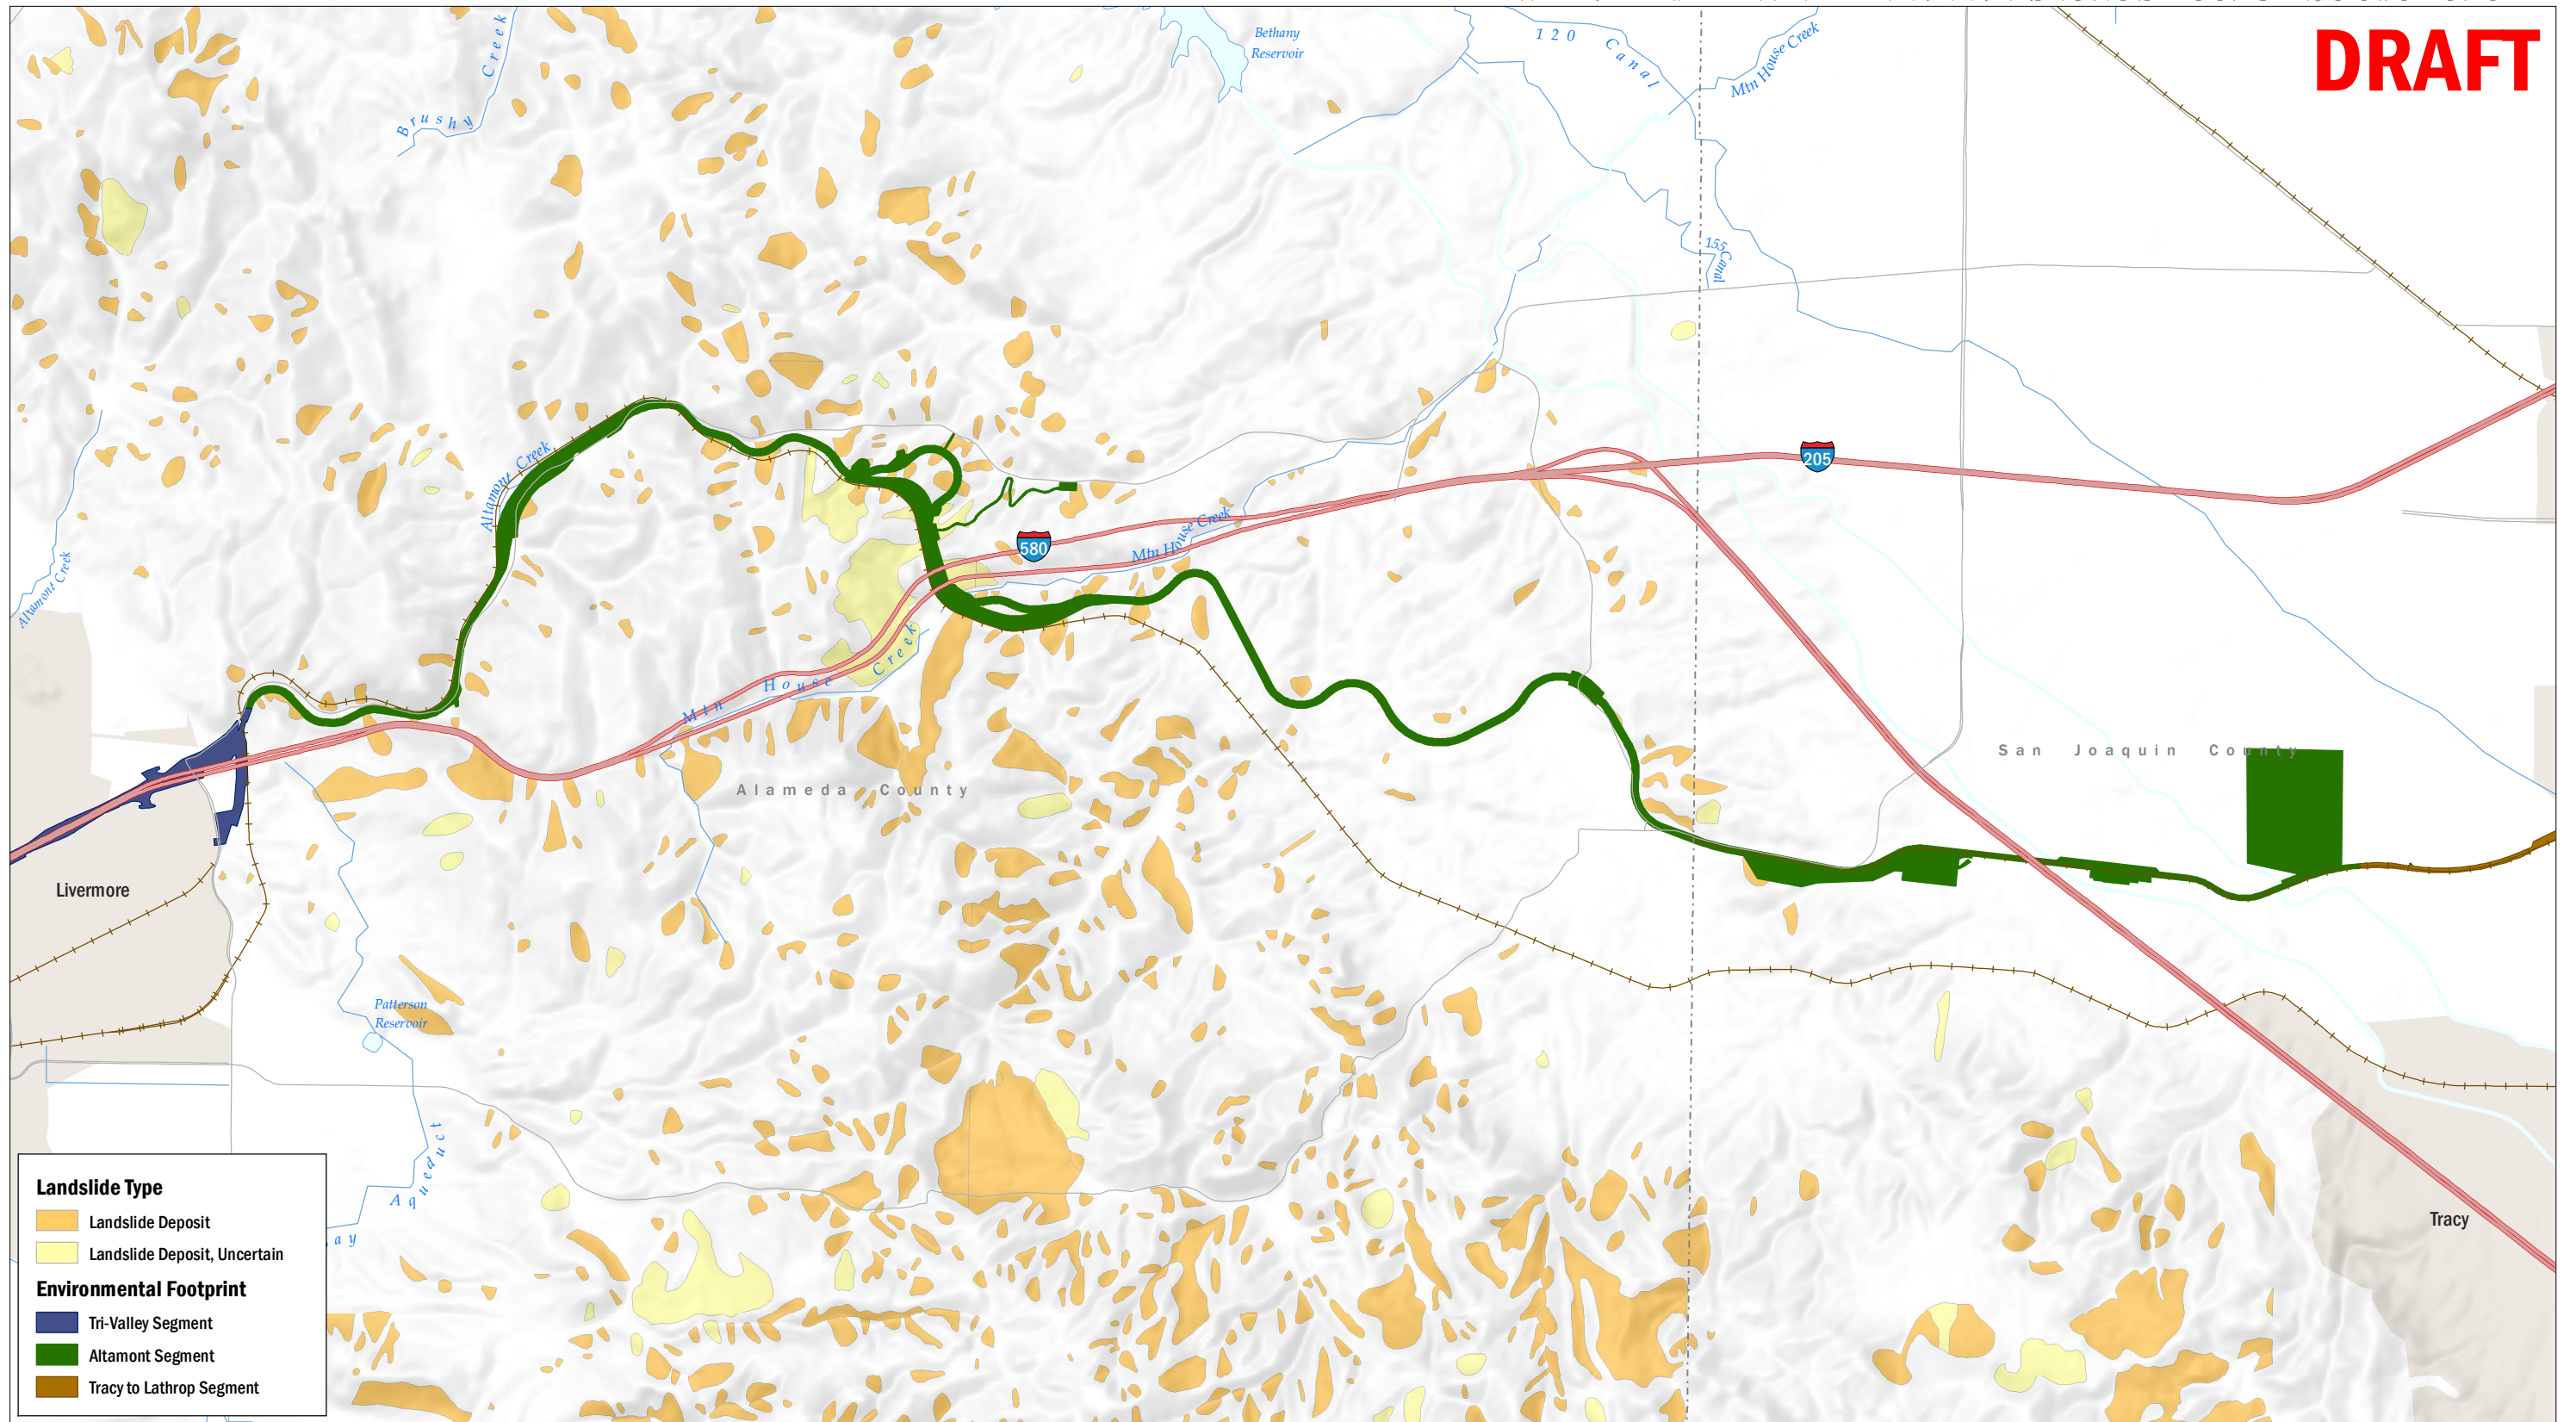 DRAFT
Bethany
Reservoir
120 Canal
Mtn House Creek
Brushy Creek
155 Canal
205
Altamont Creek
Altamont Creek
580
Mtn House Creek
Mtn House Creek
San Joaquin County
Alameda County
Livermore
Patterson
Reservoir
Aqueduct
ay
Tracy
Landslide Type
Landslide Deposit
Landslide Deposit, Uncertain
Environmental Footprint
Tri-Valley Segment
Altamont Segment
Tracy to Lathrop Segment